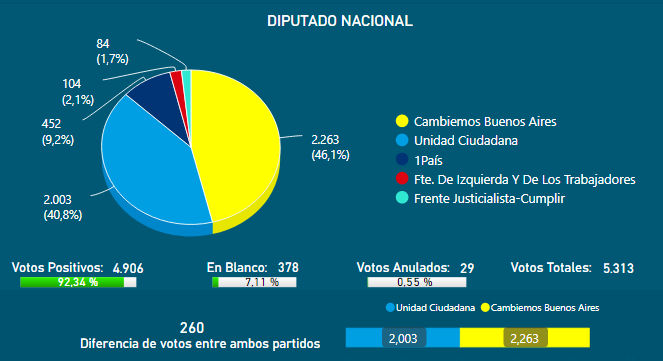 DIPUTADO NACIONAL
84
(1,7%)
104
(2,1%)
452
(9,2%)
2.003
(40,8%)
2.263
(46,1%)
Cambiemos Buenos Aires
Unidad Ciudadana
1País
Fte. De Izquierda Y De Los Trabajadores
Frente Justicialista-Cumplir
Votos Positivos: 4.906
92,34 %
En Blanco: 378
7,11 %
Votos Anulados: 29
0,55 %
Votos Totales: 5.313
Unidad Ciudadana Cambiemos Buenos Aires
260
Diferencia de votos entre ambos partidos
2,003 2,263